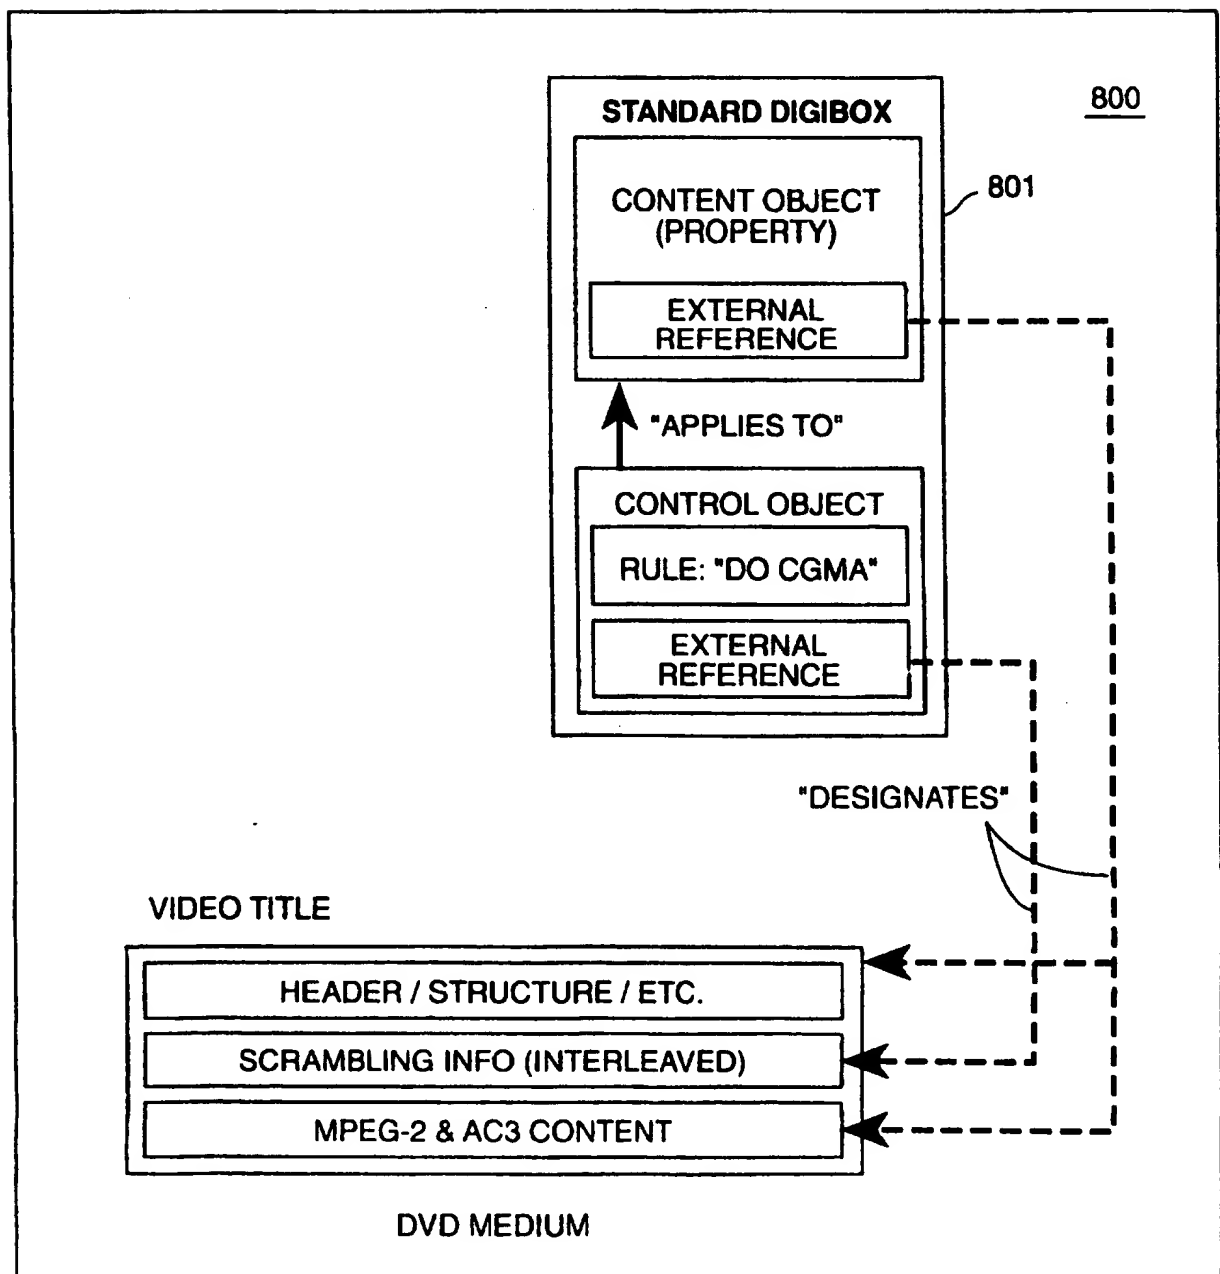 800
STANDARD DIGIBOX
801
CONTENT OBJECT
(PROPERTY)
EXTERNAL
REFERENCE
"APPLIES TO"
CONTROL OBJECT
RULE: "DO CGMA"
EXTERNAL
REFERENCE
"DESIGNATES"
VIDEO TITLE
HEADER / STRUCTURE / ETC.
SCRAMBLING INFO (INTERLEAVED)
MPEG-2 & AC3 CONTENT
DVD MEDIUM